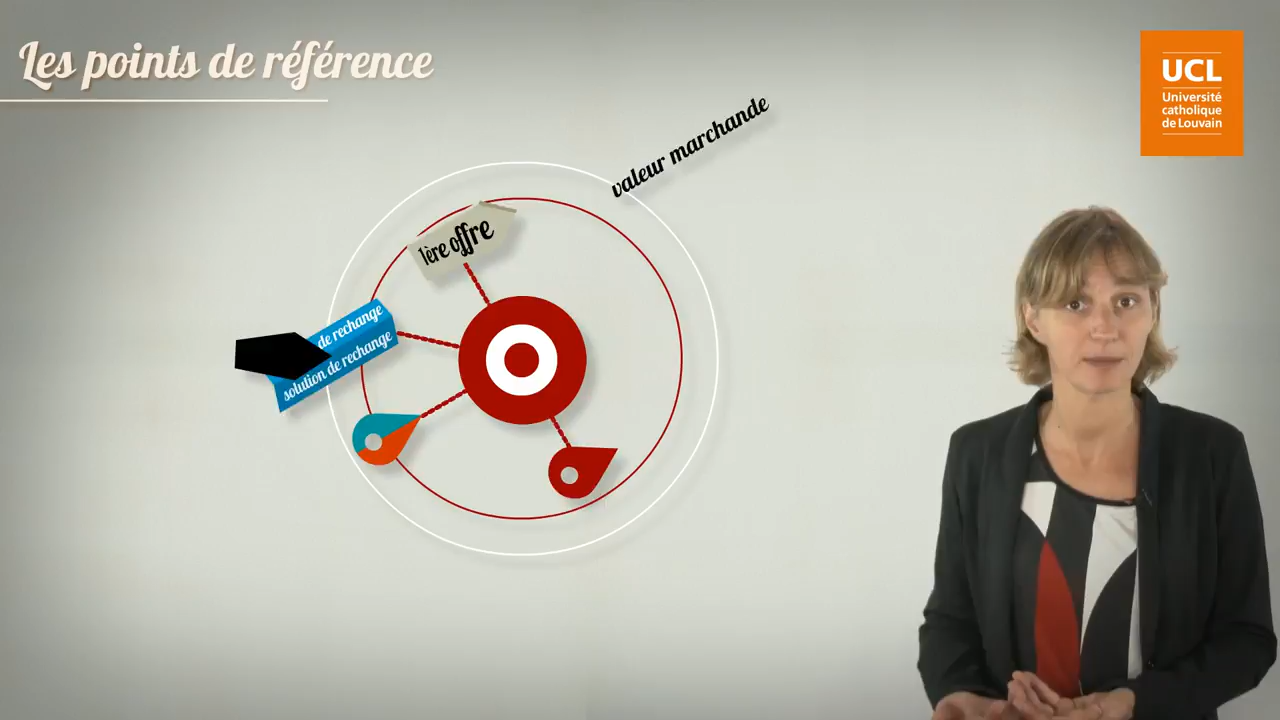 Les points de référence
UCL
Université
catholique
de Louvain
valeur marchande
1ère offre
de rechange
solution de rechange